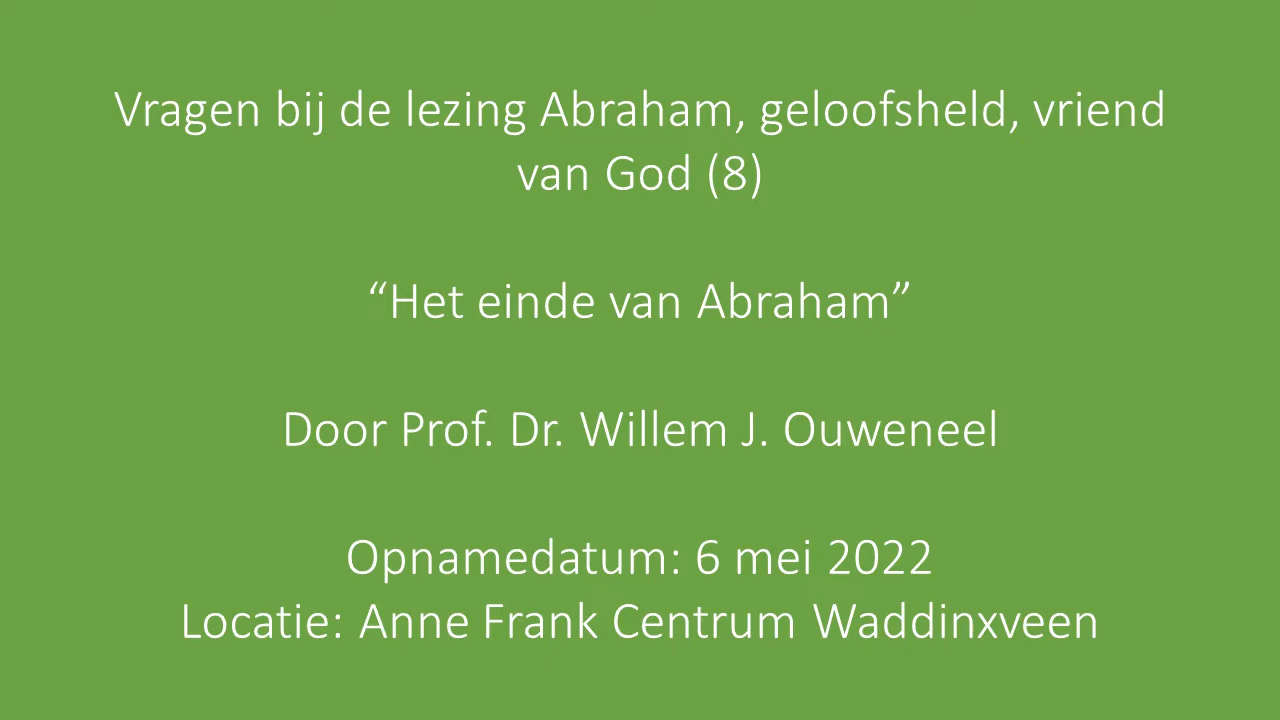 Vragen bij de lezing Abraham, geloofsheld, vriend
van God (8)
“Het einde van Abraham”
Door Prof. Dr. Willem J. Ouweneel
Opnamedatum: 6 mei 2022
Locatie: Anne Frank Centrum Waddinxveen